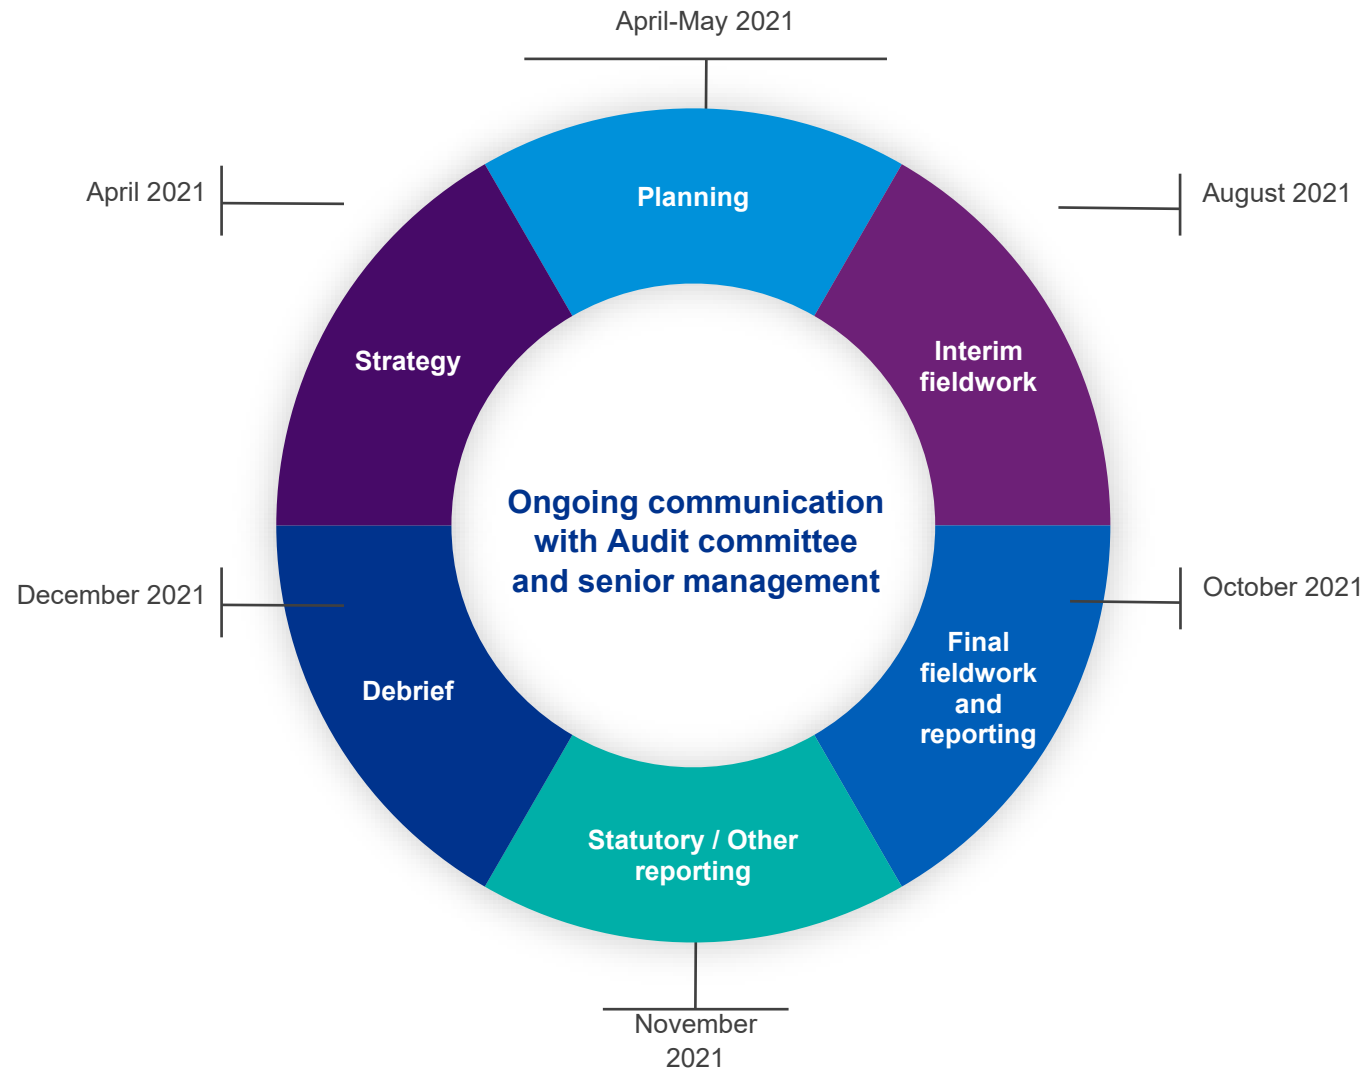 April-May 2021
April 2021
August 2021
Planning
Strategy
Interim
fieldwork
Ongoing communication
with Audit committee
and senior management
December 2021
October 2021
Final
fieldwork
and
reporting
Debrief
Statutory / Other
reporting
November
2021